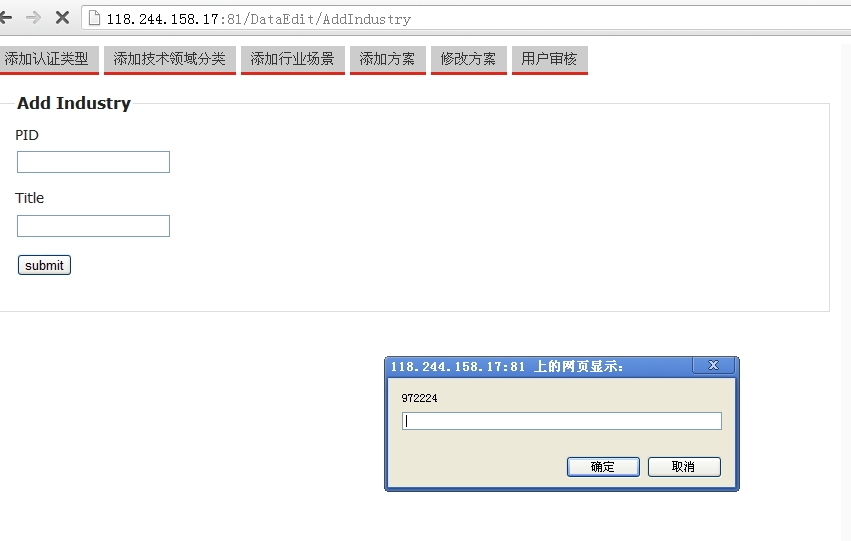 118.244.158.17:81/DataEdit/AddIndustry
添加认证类型 添加技术领域分类 添加行业场景 添加方案 修改方案 用户审核
Add Industry
PID
Title
submit
118.244.158.17:81 上的网页显示:
972224
确定 取消